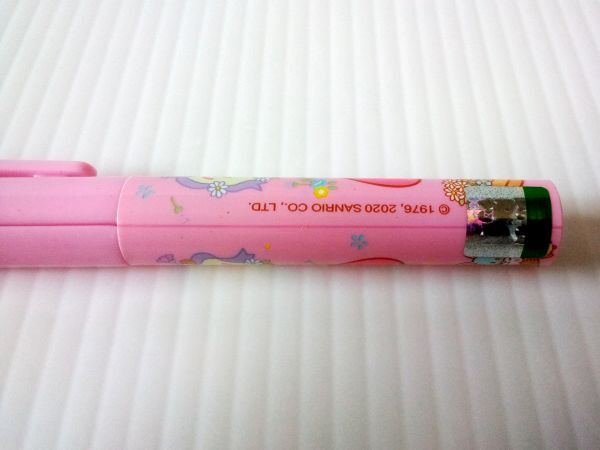 © 1976, 2020 SANRIO CO., LTD.